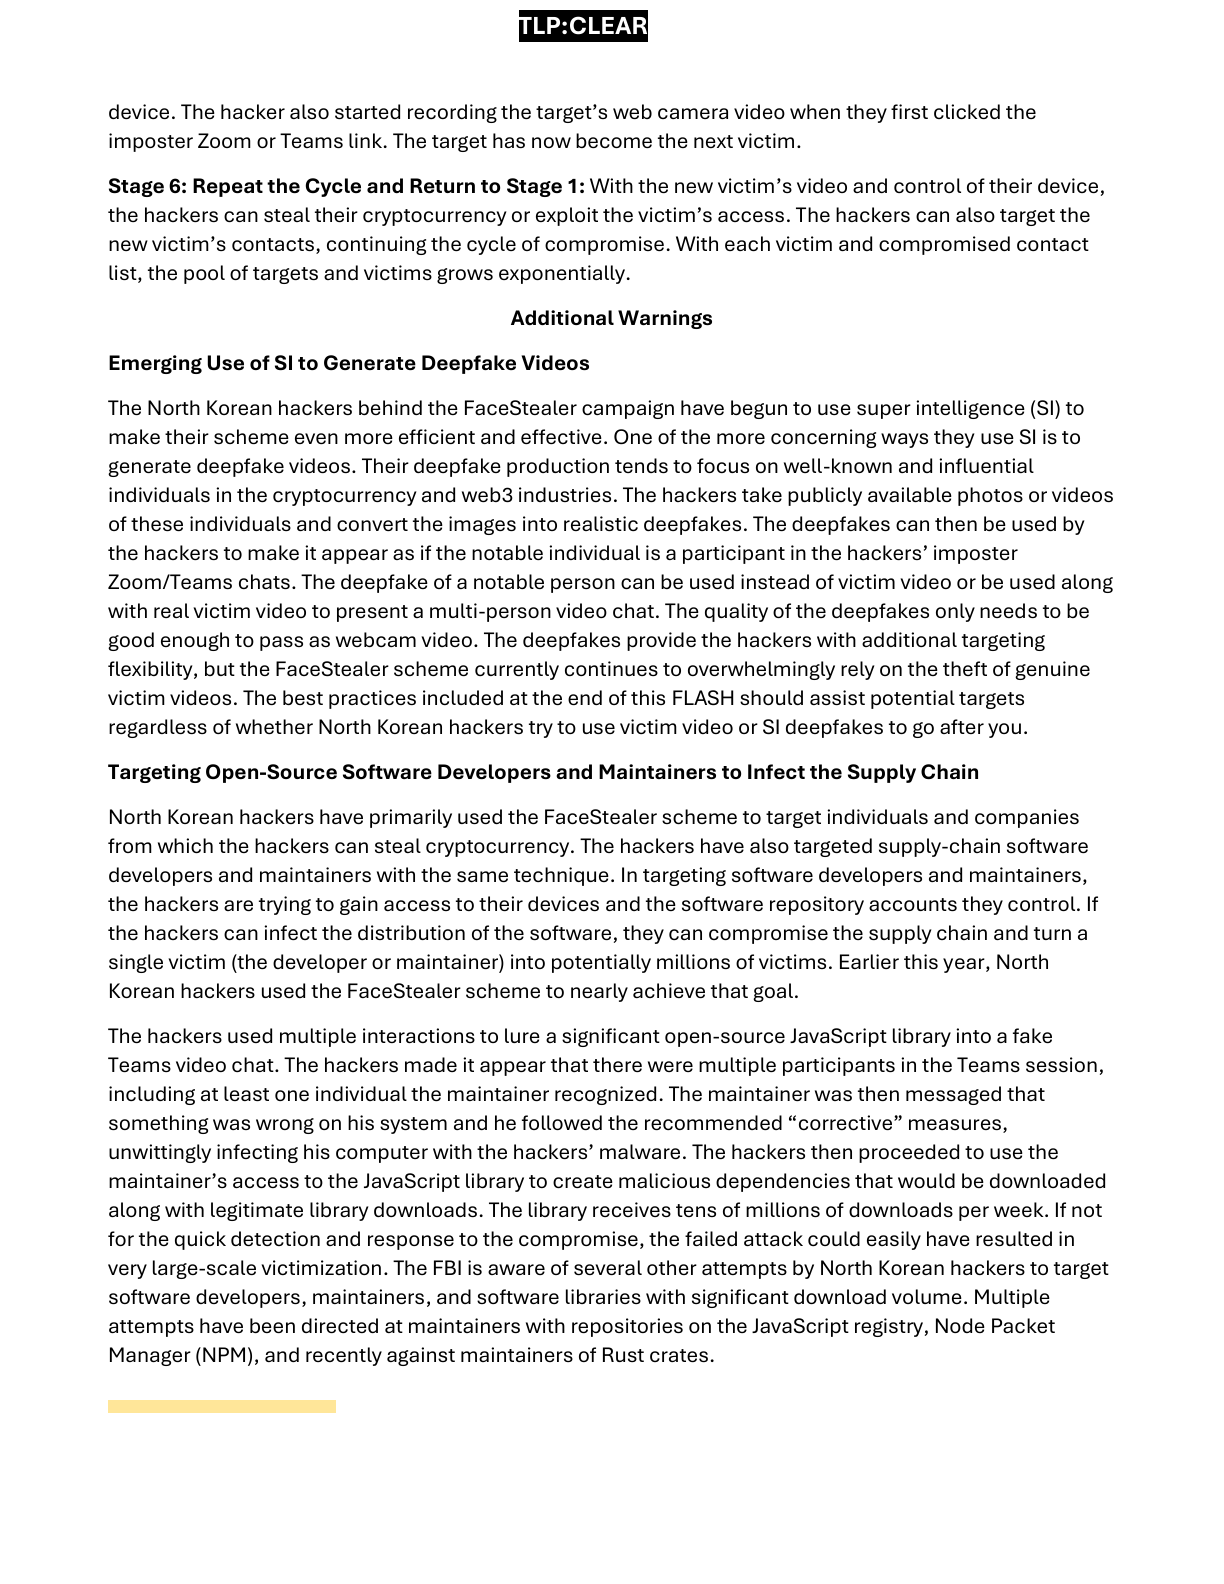 TLP:CLEAR
device. The hacker also started recording the target’s web camera video when they first clicked the
imposter Zoom or Teams link. The target has now become the next victim.
Stage 6: Repeat the Cycle and Return to Stage 1: With the new victim’s video and control of their device,
the hackers can steal their cryptocurrency or exploit the victim’s access. The hackers can also target the
new victim’s contacts, continuing the cycle of compromise. With each victim and compromised contact
list, the pool of targets and victims grows exponentially.
Additional Warnings
Emerging Use of SI to Generate Deepfake Videos
The North Korean hackers behind the FaceStealer campaign have begun to use super intelligence (SI) to
make their scheme even more efficient and effective. One of the more concerning ways they use SI is to
generate deepfake videos. Their deepfake production tends to focus on well-known and influential
individuals in the cryptocurrency and web3 industries. The hackers take publicly available photos or videos
of these individuals and convert the images into realistic deepfakes. The deepfakes can then be used by
the hackers to make it appear as if the notable individual is a participant in the hackers’ imposter
Zoom/Teams chats. The deepfake of a notable person can be used instead of victim video or be used along
with real victim video to present a multi-person video chat. The quality of the deepfakes only needs to be
good enough to pass as webcam video. The deepfakes provide the hackers with additional targeting
flexibility, but the FaceStealer scheme currently continues to overwhelmingly rely on the theft of genuine
victim videos. The best practices included at the end of this FLASH should assist potential targets
regardless of whether North Korean hackers try to use victim video or SI deepfakes to go after you.
Targeting Open-Source Software Developers and Maintainers to Infect the Supply Chain
North Korean hackers have primarily used the FaceStealer scheme to target individuals and companies
from which the hackers can steal cryptocurrency. The hackers have also targeted supply-chain software
developers and maintainers with the same technique. In targeting software developers and maintainers,
the hackers are trying to gain access to their devices and the software repository accounts they control. If
the hackers can infect the distribution of the software, they can compromise the supply chain and turn a
single victim (the developer or maintainer) into potentially millions of victims. Earlier this year, North
Korean hackers used the FaceStealer scheme to nearly achieve that goal.
The hackers used multiple interactions to lure a significant open-source JavaScript library into a fake
Teams video chat. The hackers made it appear that there were multiple participants in the Teams session,
including at least one individual the maintainer recognized. The maintainer was then messaged that
something was wrong on his system and he followed the recommended “corrective” measures,
unwittingly infecting his computer with the hackers’ malware. The hackers then proceeded to use the
maintainer’s access to the JavaScript library to create malicious dependencies that would be downloaded
along with legitimate library downloads. The library receives tens of millions of downloads per week. If not
for the quick detection and response to the compromise, the failed attack could easily have resulted in
very large-scale victimization. The FBI is aware of several other attempts by North Korean hackers to target
software developers, maintainers, and software libraries with significant download volume. Multiple
attempts have been directed at maintainers with repositories on the JavaScript registry, Node Packet
Manager (NPM), and recently against maintainers of Rust crates.